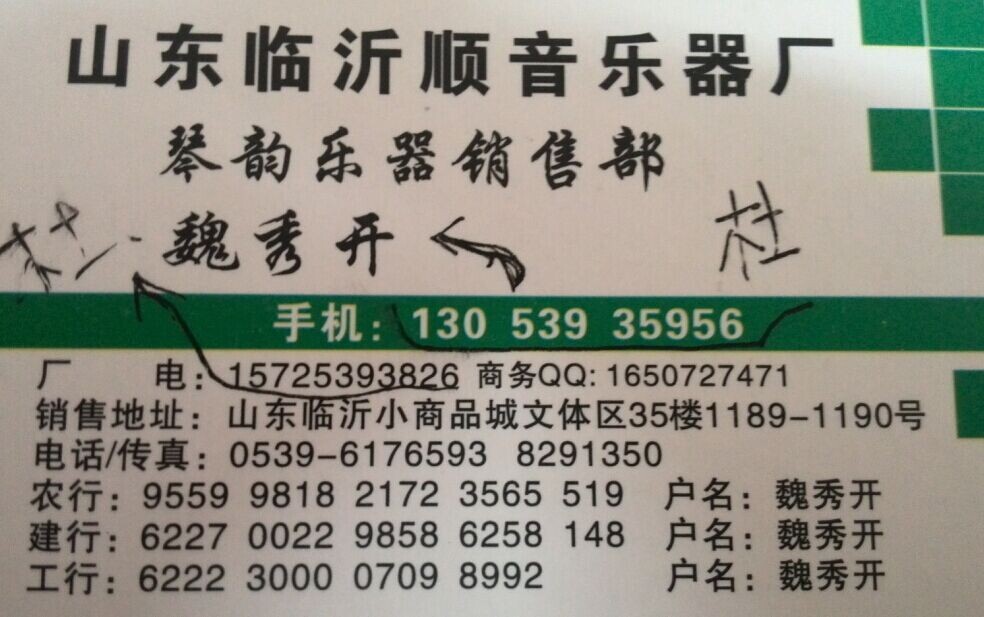 山东临沂顺音乐器厂
琴韵乐器销售部
魏秀开
杜
手机：130 539 35956
厂 电：15725393826 商务QQ：1650727471
销售地址：山东临沂小商品城文体区35楼1189-1190号
电话/传真：0539-6176593 8291350
农行：9559 9818 2172 3565 519 户名：魏秀开
建行：6227 0022 9858 6258 148 户名：魏秀开
工行：6222 3000 0709 8992 户名：魏秀开